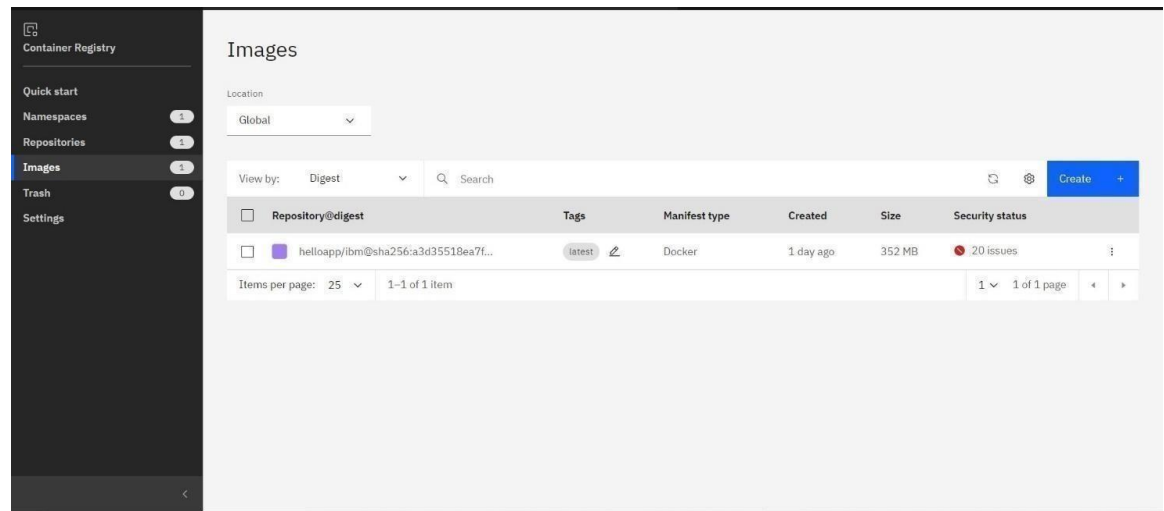 Container Registry
Quick start
Namespaces 1
Repositories 1
Images 1
Trash 0
Settings
Images
Location
Global
View by: Digest Search Create +
Repository@digest Tags Manifest type Created Size Security status
helloapp/ibm@sha256:a3d35518ea7f... latest Docker 1 day ago 352 MB 20 issues
Items per page: 25 1–1 of 1 item 1 1 of 1 page